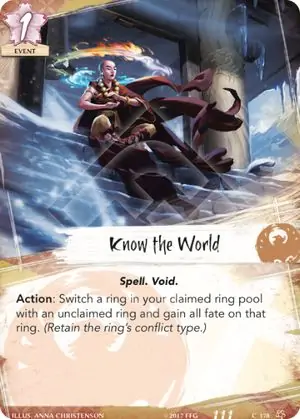 1
EVENT
Know the World
Spell. Void.
Action: Switch a ring in your claimed ring pool
with an unclaimed ring and gain all fate on that
ring. (Retain the ring's conflict type.)
ILLUS. ANNA CHRISTENSON
©2017 FFG
C 178